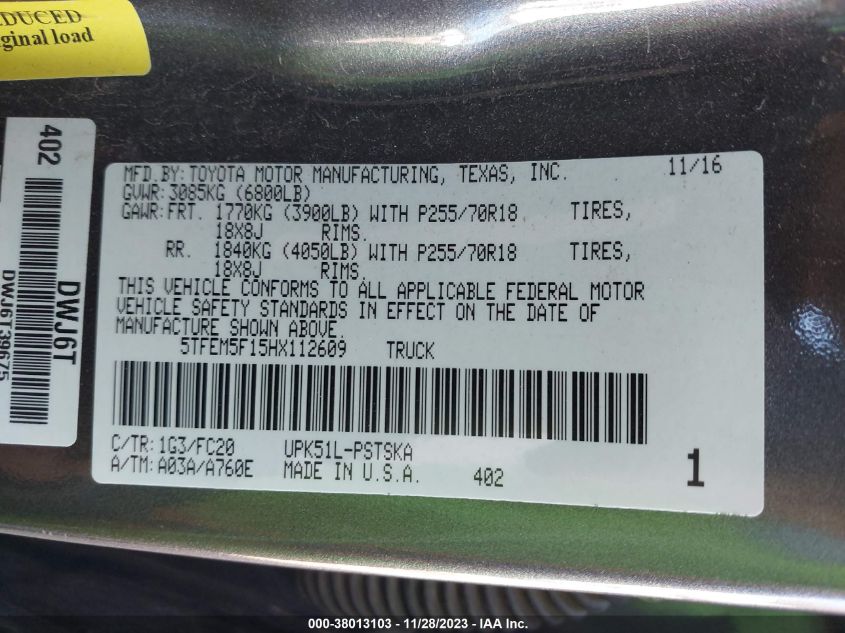 DUCED
ginal load
402
DWJ6T
DWJ6T39675
MFD.BY: TOYOTA MOTOR MANUFACTURING, TEXAS, INC. 11/16
GVWR: 3085KG (6800LB)
GAWR: FRT. 1770KG (3900LB) WITH P255/70R18 TIRES,
18X8J RIMS.
RR. 1840KG (4050LB) WITH P255/70R18 TIRES,
18X8J RIMS.
THIS VEHICLE CONFORMS TO ALL APPLICABLE FEDERAL MOTOR
VEHICLE SAFETY STANDARDS IN EFFECT ON THE DATE OF
MANUFACTURE SHOWN ABOVE.
5TFEM5F15HX112609 TRUCK
C/TR: 1G3/FC20 UPK51L-PSTSKA
A/TM: A03A/A760E MADE IN U.S.A. 402 1
000-38013103 - 11/28/2023 - IAA Inc.